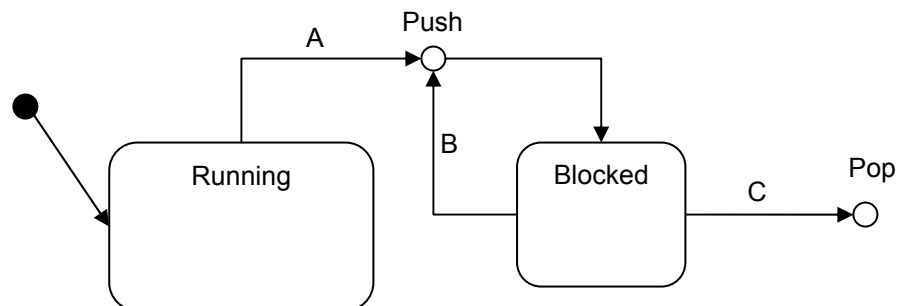 Push
A
B
Running
Blocked
Pop
C